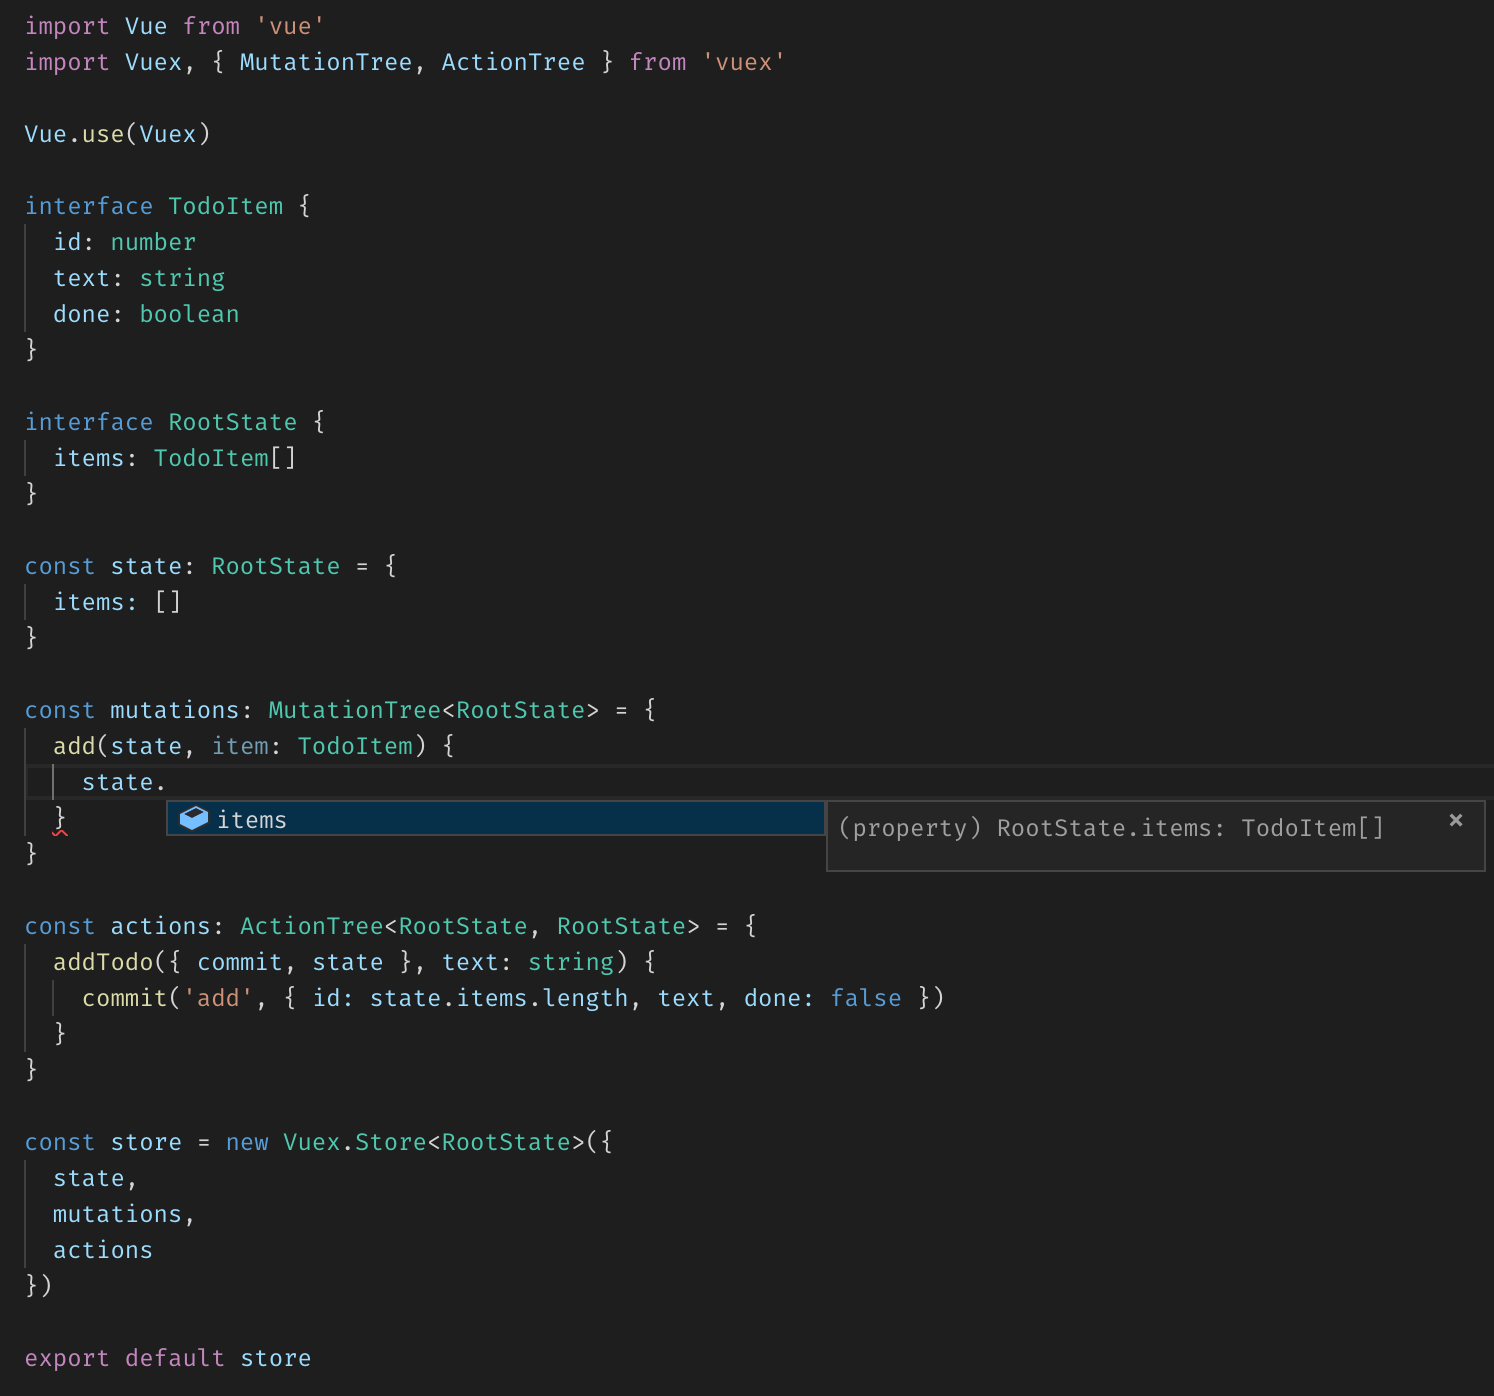 import Vue from 'vue'
import Vuex, { MutationTree, ActionTree } from 'vuex'

Vue.use(Vuex)

interface TodoItem {
  id: number
  text: string
  done: boolean
}

interface RootState {
  items: TodoItem[]
}

const state: RootState = {
  items: []
}

const mutations: MutationTree<RootState> = {
  add(state, item: TodoItem) {
    state.
  }
items
(property) RootState.items: TodoItem[] ×
}

const actions: ActionTree<RootState, RootState> = {
  addTodo({ commit, state }, text: string) {
    commit('add', { id: state.items.length, text, done: false })
  }
}

const store = new Vuex.Store<RootState>({
  state,
  mutations,
  actions
})

export default store